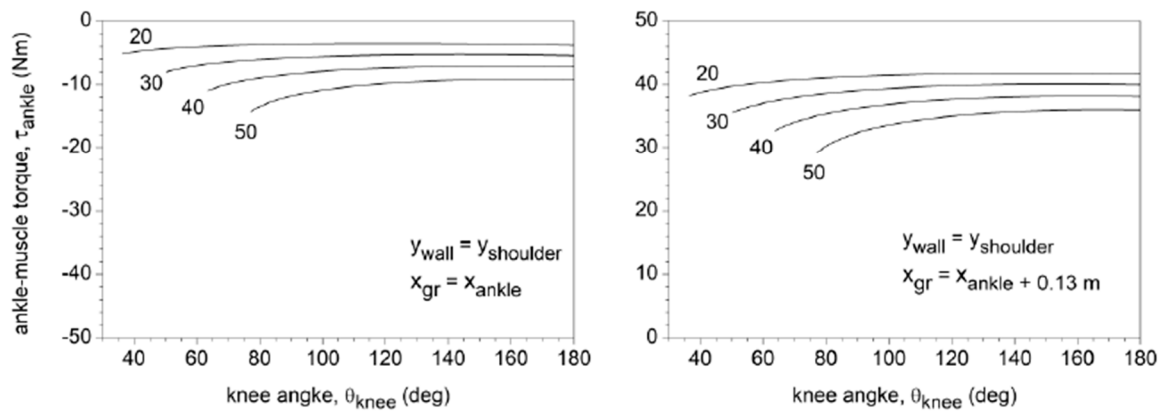 ankle-muscle torque, τankle (Nm)
-0
-10
-20
-30
-40
-50
20
30
40
50
ywall = yshoulder
xgr = xankle
40 60 80 100 120 140 160 180
knee angke, θknee (deg)
50
40
30
20
10
0
20
30
40
50
ywall = yshoulder
xgr = xankle + 0.13 m
40 60 80 100 120 140 160 180
knee angke, θknee (deg)